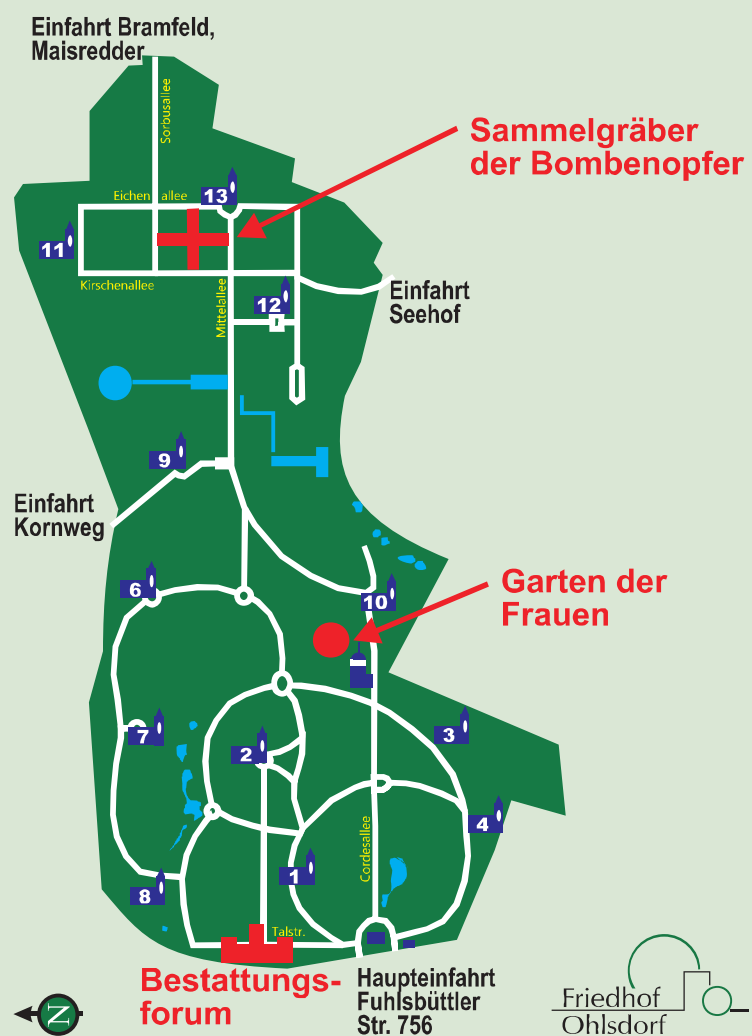 Einfahrt Bramfeld,
Maisredder
Sorbusallee
Sammelgräber
der Bombenopfer
Eichenallee
13
11
Kirschenallee
Mittelallee
12
Einfahrt
Seehof
9
Einfahrt
Kornweg
6
10
Garten der
Frauen
7
2
3
4
Cordesallee
1
8
Talstr.
Bestattungs-
forum
Haupteinfahrt
Fuhlsbüttler
Str. 756
N
Friedhof
Ohlsdorf